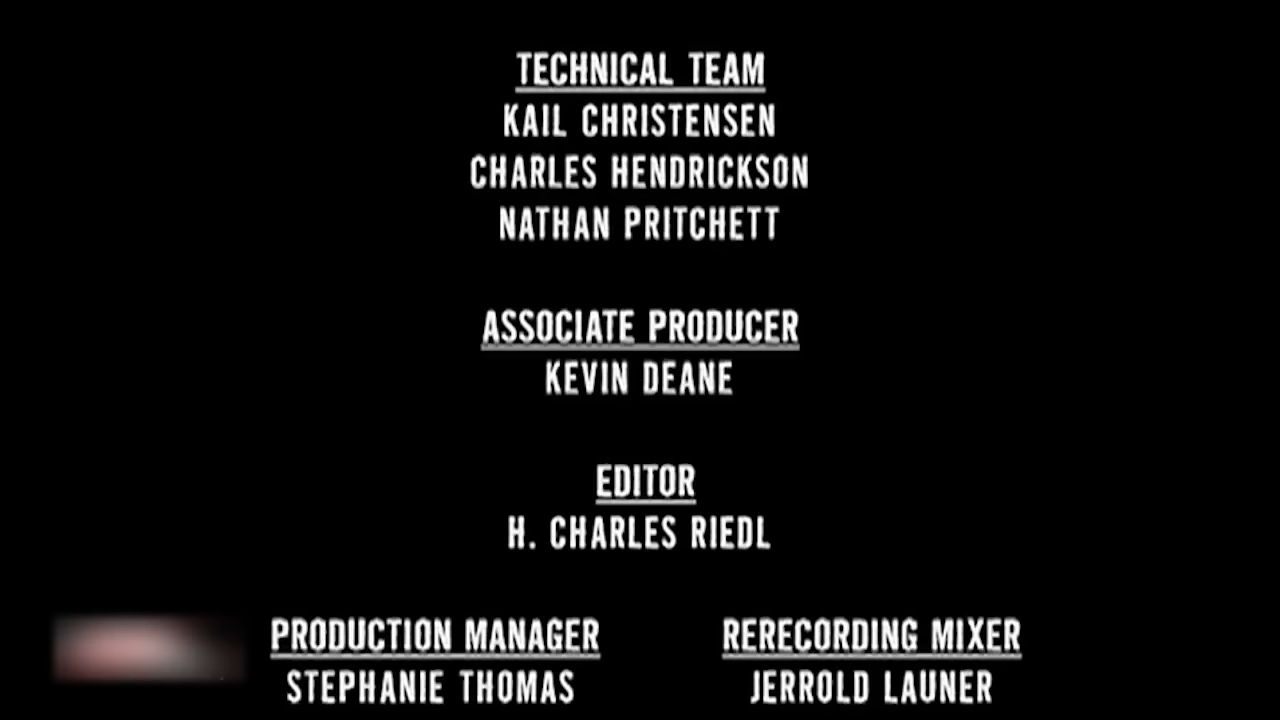 TECHNICAL TEAM
KAIL CHRISTENSEN
CHARLES HENDRICKSON
NATHAN PRITCHETT
ASSOCIATE PRODUCER
KEVIN DEANE
EDITOR
H. CHARLES RIEDL
PRODUCTION MANAGER
STEPHANIE THOMAS
RERECORDING MIXER
JERROLD LAUNER